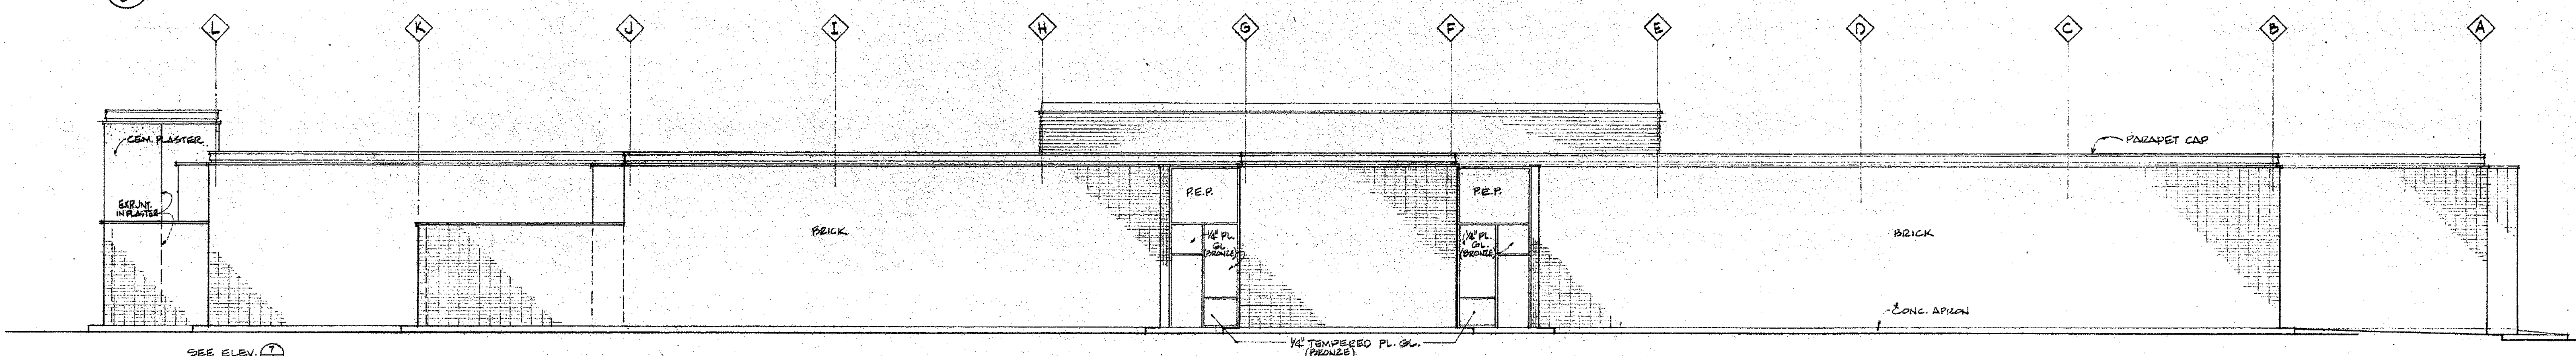 L K J I H G F E D C B A
CEM. PLASTER
PARAPET CAP
EXP. JNT.
IN PLASTER
P.E.P.
P.E.P.
BRICK
1/4" PL.
GL.
(BRONZE)
1/4" PL.
GL.
(BRONZE)
BRICK
CONC. APRON
1/4" TEMPERED PL. GL.
(BRONZE)
SEE ELEV. 7